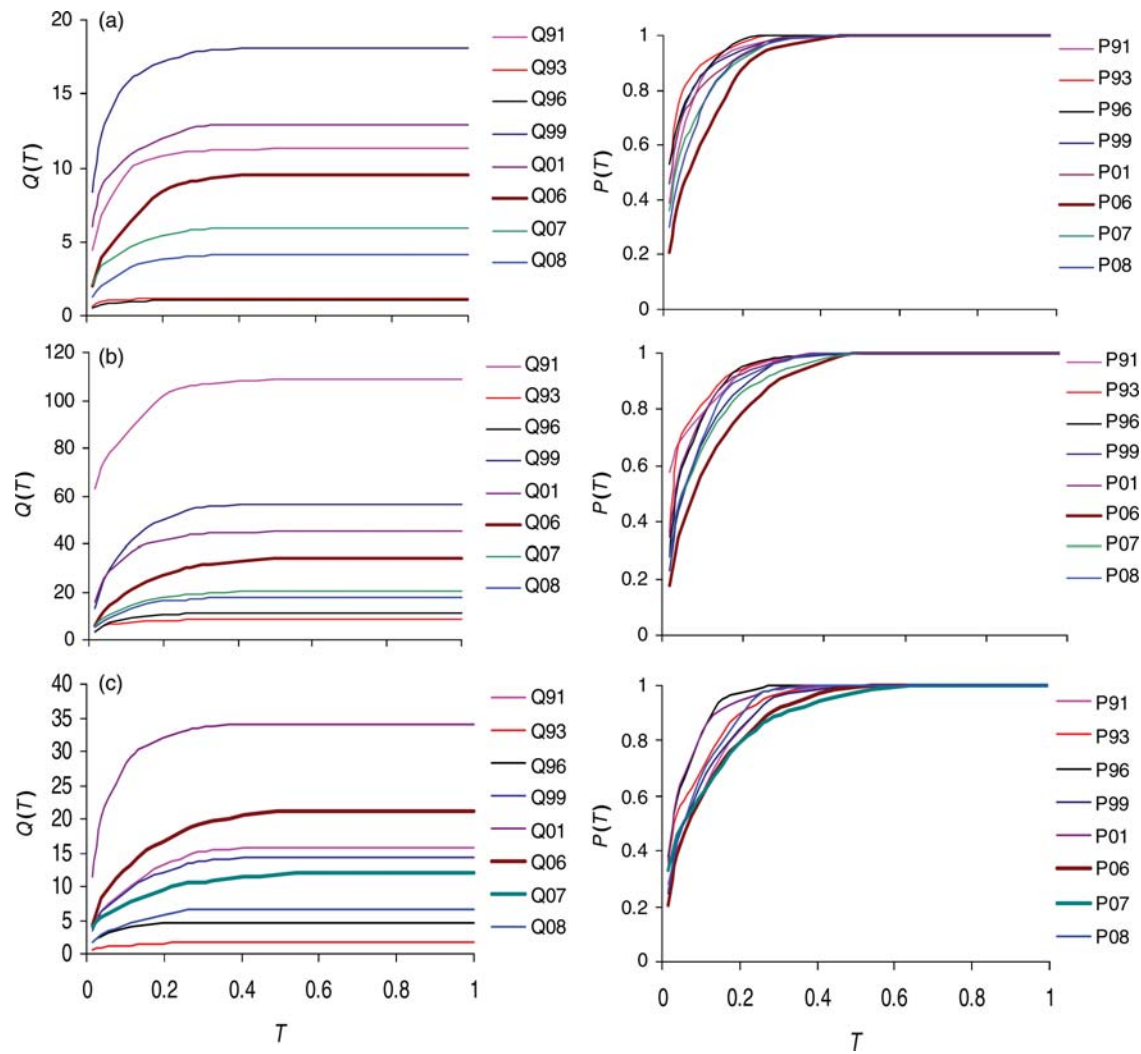 (a)
20
15
10
5
0
Q(T)
Q91
Q93
Q96
Q99
Q01
Q06
Q07
Q08
1
0.8
0.6
0.4
0.2
0
P(T)
P91
P93
P96
P99
P01
P06
P07
P08
(b)
120
100
80
60
40
20
0
Q(T)
Q91
Q93
Q96
Q99
Q01
Q06
Q07
Q08
1
0.8
0.6
0.4
0.2
0
P(T)
P91
P93
P96
P99
P01
P06
P07
P08
(c)
40
35
30
25
20
15
10
5
0
Q(T)
0 0.2 0.4 0.6 0.8 1
T
Q91
Q93
Q96
Q99
Q01
Q06
Q07
Q08
1
0.8
0.6
0.4
0.2
0
P(T)
0 0.2 0.4 0.6 0.8 1
T
P91
P93
P96
P99
P01
P06
P07
P08